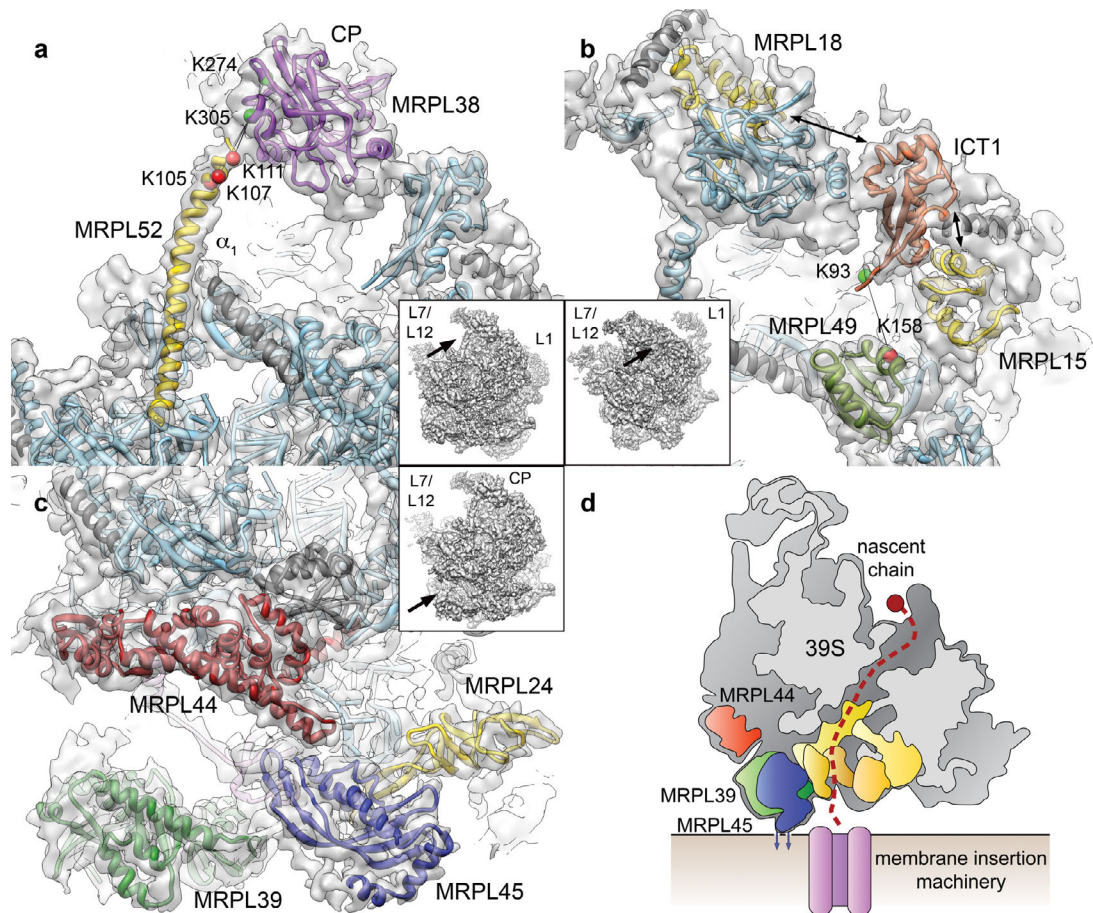 a
CP
K274
MRPL38
K305
K111
K105
K107
MRPL52
α1
b
MRPL18
ICT1
K93
MRPL49
K158
MRPL15
L7/
L12
L1
L7/
L12
L1
c
L7/
L12
CP
MRPL24
MRPL44
MRPL39
MRPL45
d
nascent
chain
39S
MRPL44
MRPL39
MRPL45
membrane insertion
machinery